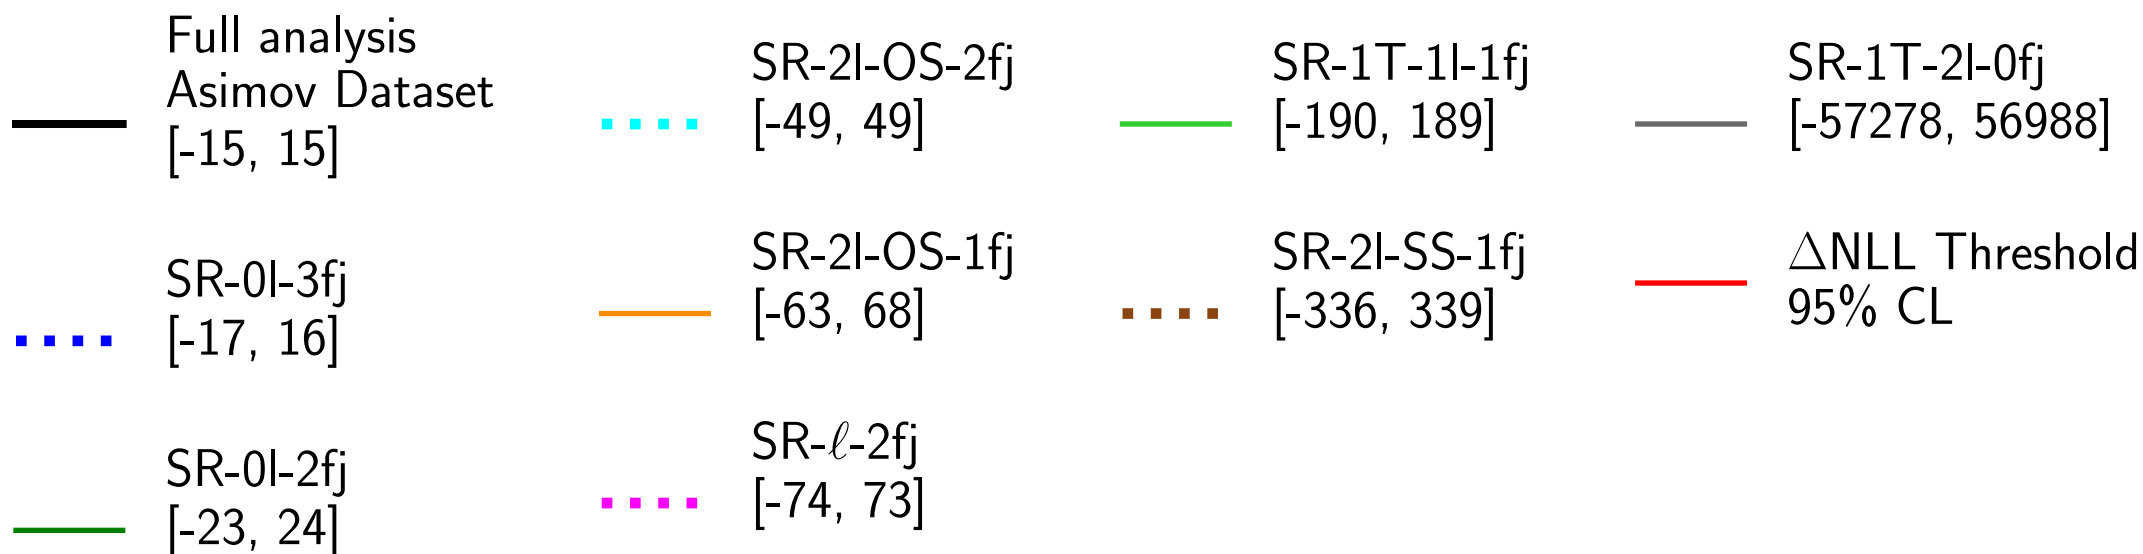 Full analysis
Asimov Dataset
[-15, 15]
SR-0l-3fj
[-17, 16]
SR-0l-2fj
[-23, 24]
SR-2l-OS-2fj
[-49, 49]
SR-2l-OS-1fj
[-63, 68]
SR-ℓ-2fj
[-74, 73]
SR-1T-1l-1fj
[-190, 189]
SR-2l-SS-1fj
[-336, 339]
SR-1T-2l-0fj
[-57278, 56988]
△NLL Threshold
95% CL